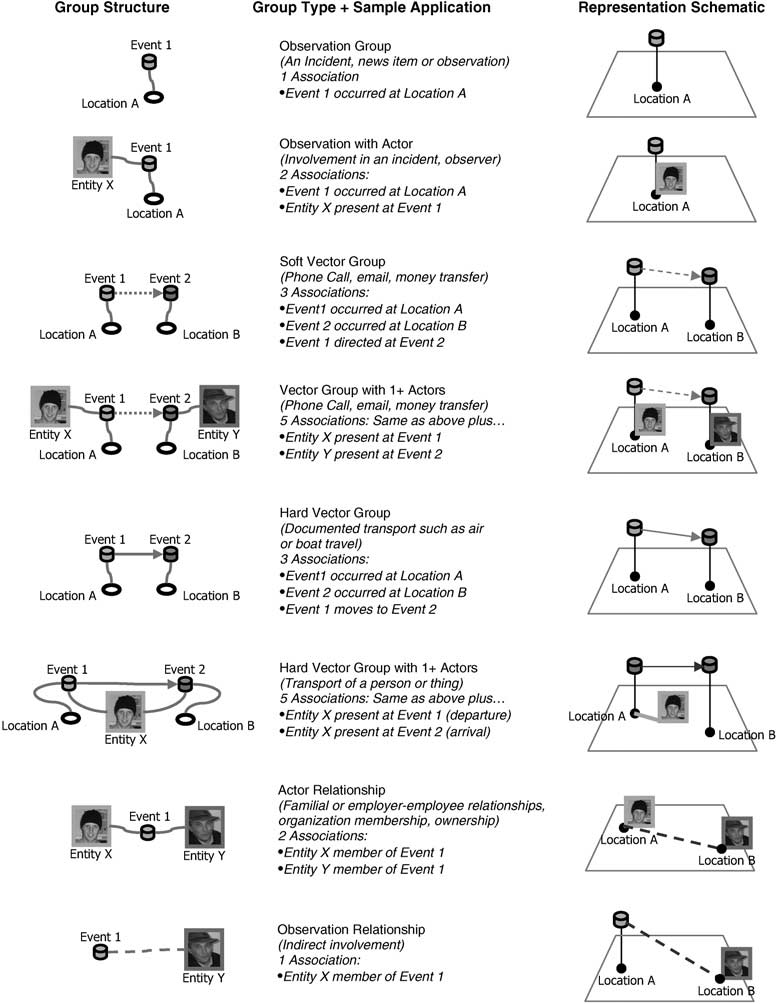 Group Structure
Group Type + Sample Application
Representation Schematic
Event 1
Location A
Observation Group
(An Incident, news item or observation)
1 Association
•Event 1 occurred at Location A
Location A
Event 1
Entity X
Location A
Observation with Actor
(Involvement in an incident, observer)
2 Associations:
•Event 1 occurred at Location A
•Entity X present at Event 1
Location A
Event 1
Event 2
Location A
Location B
Soft Vector Group
(Phone Call, email, money transfer)
3 Associations:
•Event1 occurred at Location A
•Event 2 occurred at Location B
•Event 1 directed at Event 2
Location A
Location B
Event 1
Event 2
Entity X
Entity Y
Location A
Location B
Vector Group with 1+ Actors
(Phone Call, email, money transfer)
5 Associations: Same as above plus…
•Entity X present at Event 1
•Entity Y present at Event 2
Location A
Location B
Event 1
Event 2
Location A
Location B
Hard Vector Group
(Documented transport such as air
or boat travel)
3 Associations:
•Event1 occurred at Location A
•Event 2 occurred at Location B
•Event 1 moves to Event 2
Location A
Location B
Event 1
Event 2
Location A
Location B
Entity X
Hard Vector Group with 1+ Actors
(Transport of a person or thing)
5 Associations: Same as above plus…
•Entity X present at Event 1 (departure)
•Entity X present at Event 2 (arrival)
Location A
Location B
Event 1
Entity X
Entity Y
Actor Relationship
(Familial or employer-employee relationships,
organization membership, ownership)
2 Associations:
•Entity X member of Event 1
•Entity Y member of Event 1
Location A
Location B
Event 1
Entity Y
Observation Relationship
(Indirect involvement)
1 Association:
•Entity X member of Event 1
Location A
Location B